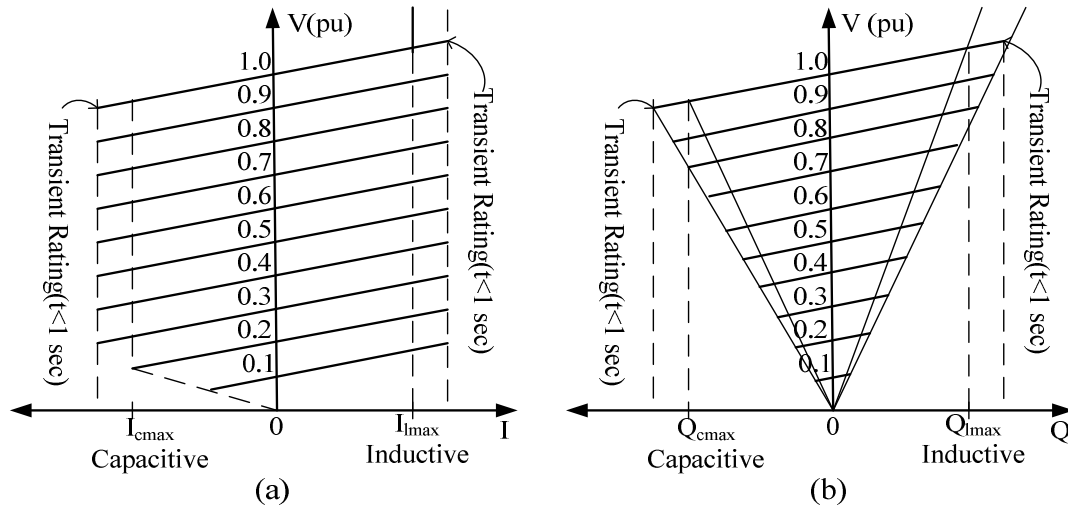 V(pu)
1.0
0.9
0.8
0.7
0.6
0.5
0.4
0.3
0.2
0.1
Transient Rating(t<1 sec)
Transient Rating(t<1 sec)
Icmax
0
Ilmax
I
Capacitive
Inductive
(a)
V (pu)
1.0
0.9
0.8
0.7
0.6
0.5
0.4
0.3
0.2
0.1
Transient Rating(t<1 sec)
Transient Rating(t<1 sec)
Qcmax
0
Qlmax
Q
Capacitive
Inductive
(b)